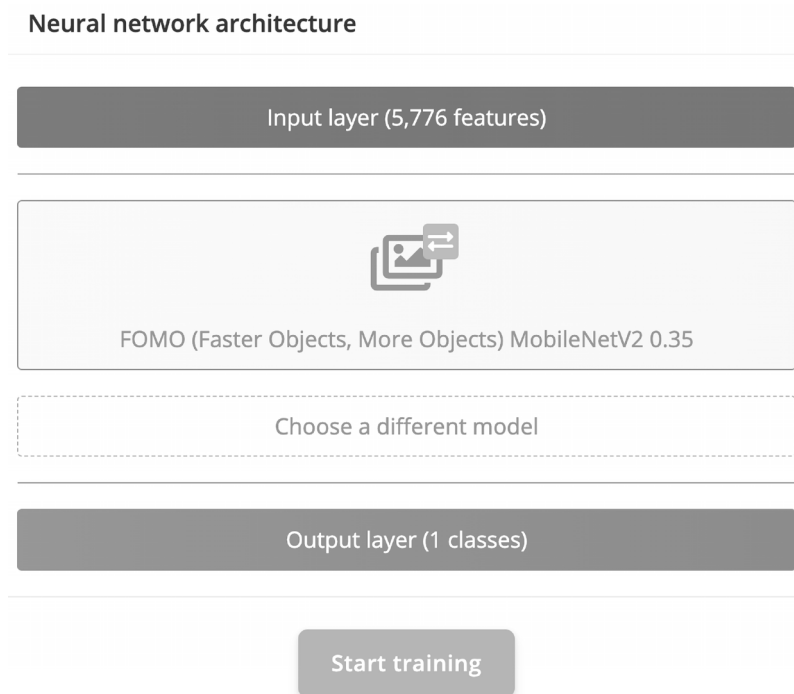 Neural network architecture
Input layer (5,776 features)
FOMO (Faster Objects, More Objects) MobileNetV2 0.35
Choose a different model
Output layer (1 classes)
Start training